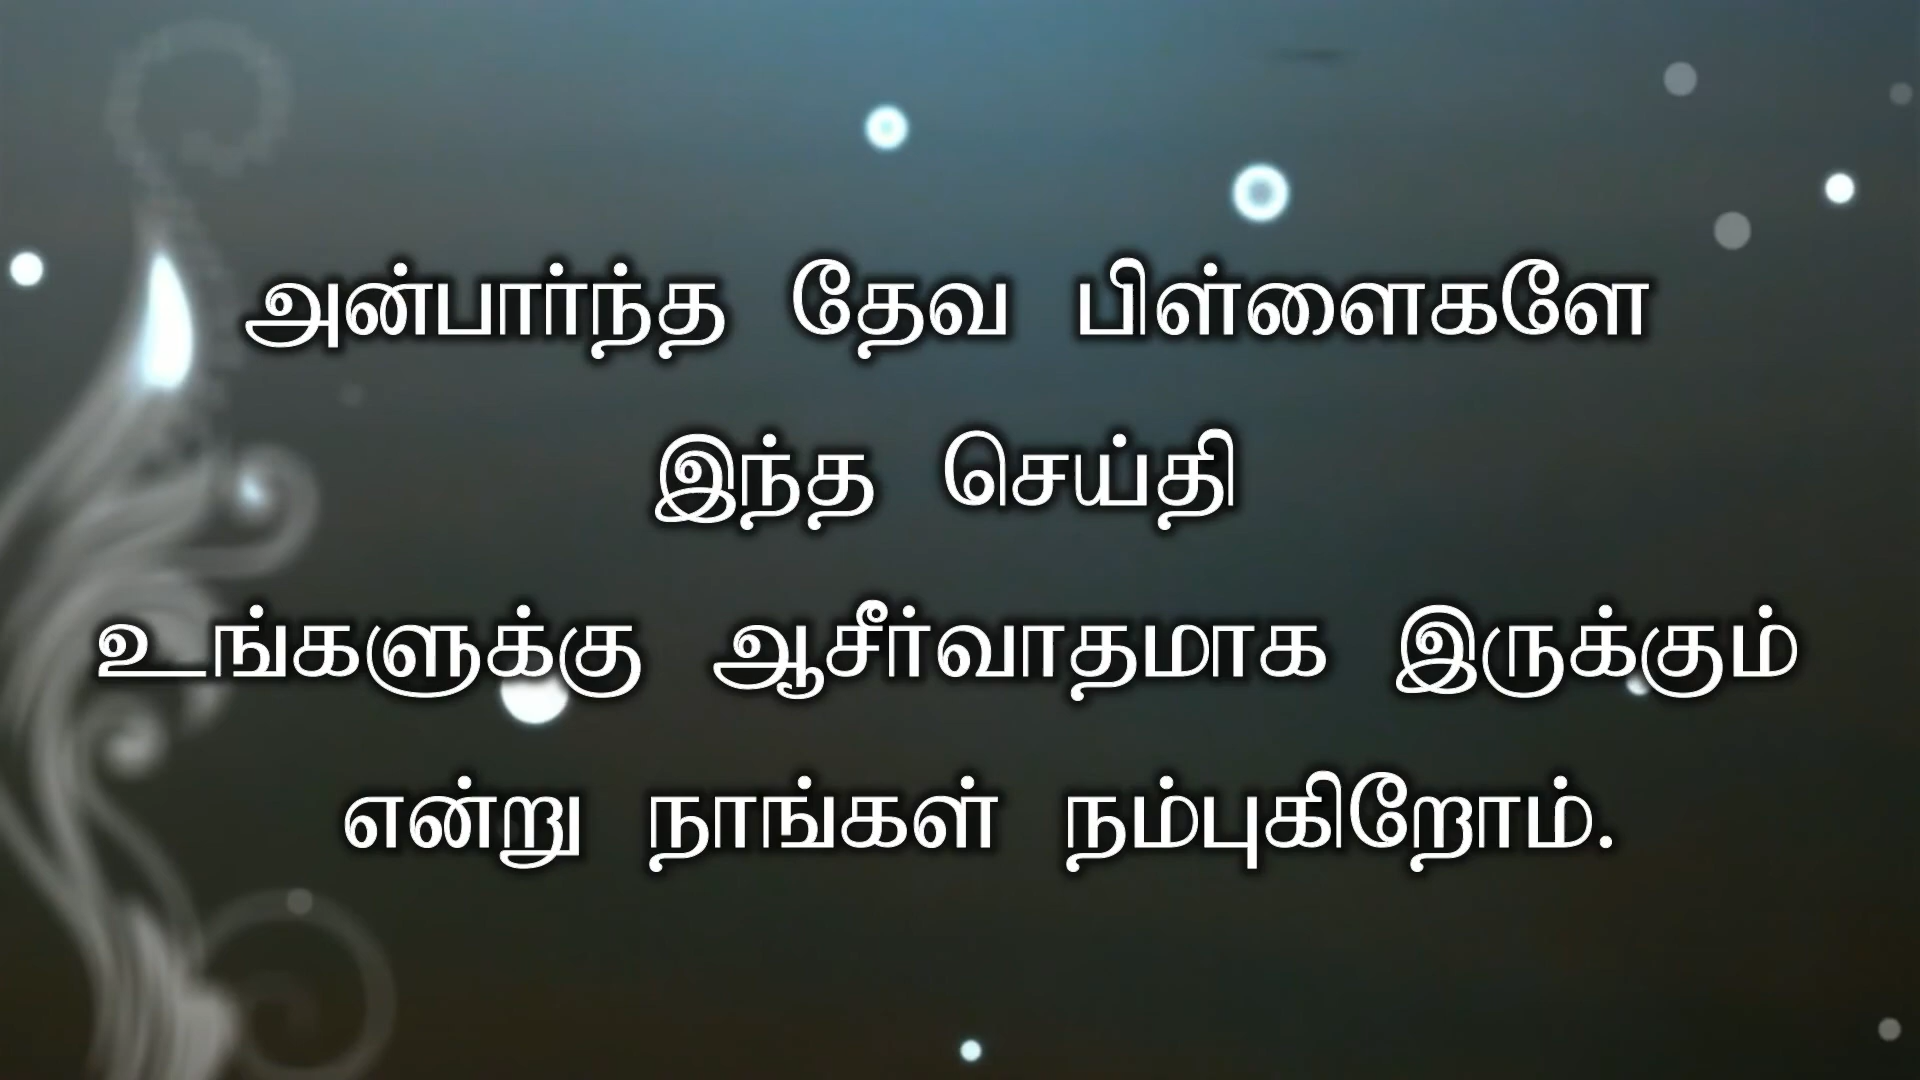 அன்பார்ந்த தேவ பிள்ளைகளே
இந்த செய்தி
உங்களுக்கு ஆசீர்வாதமாக இருக்கும்
என்று நாங்கள் நம்புகிறோம்.